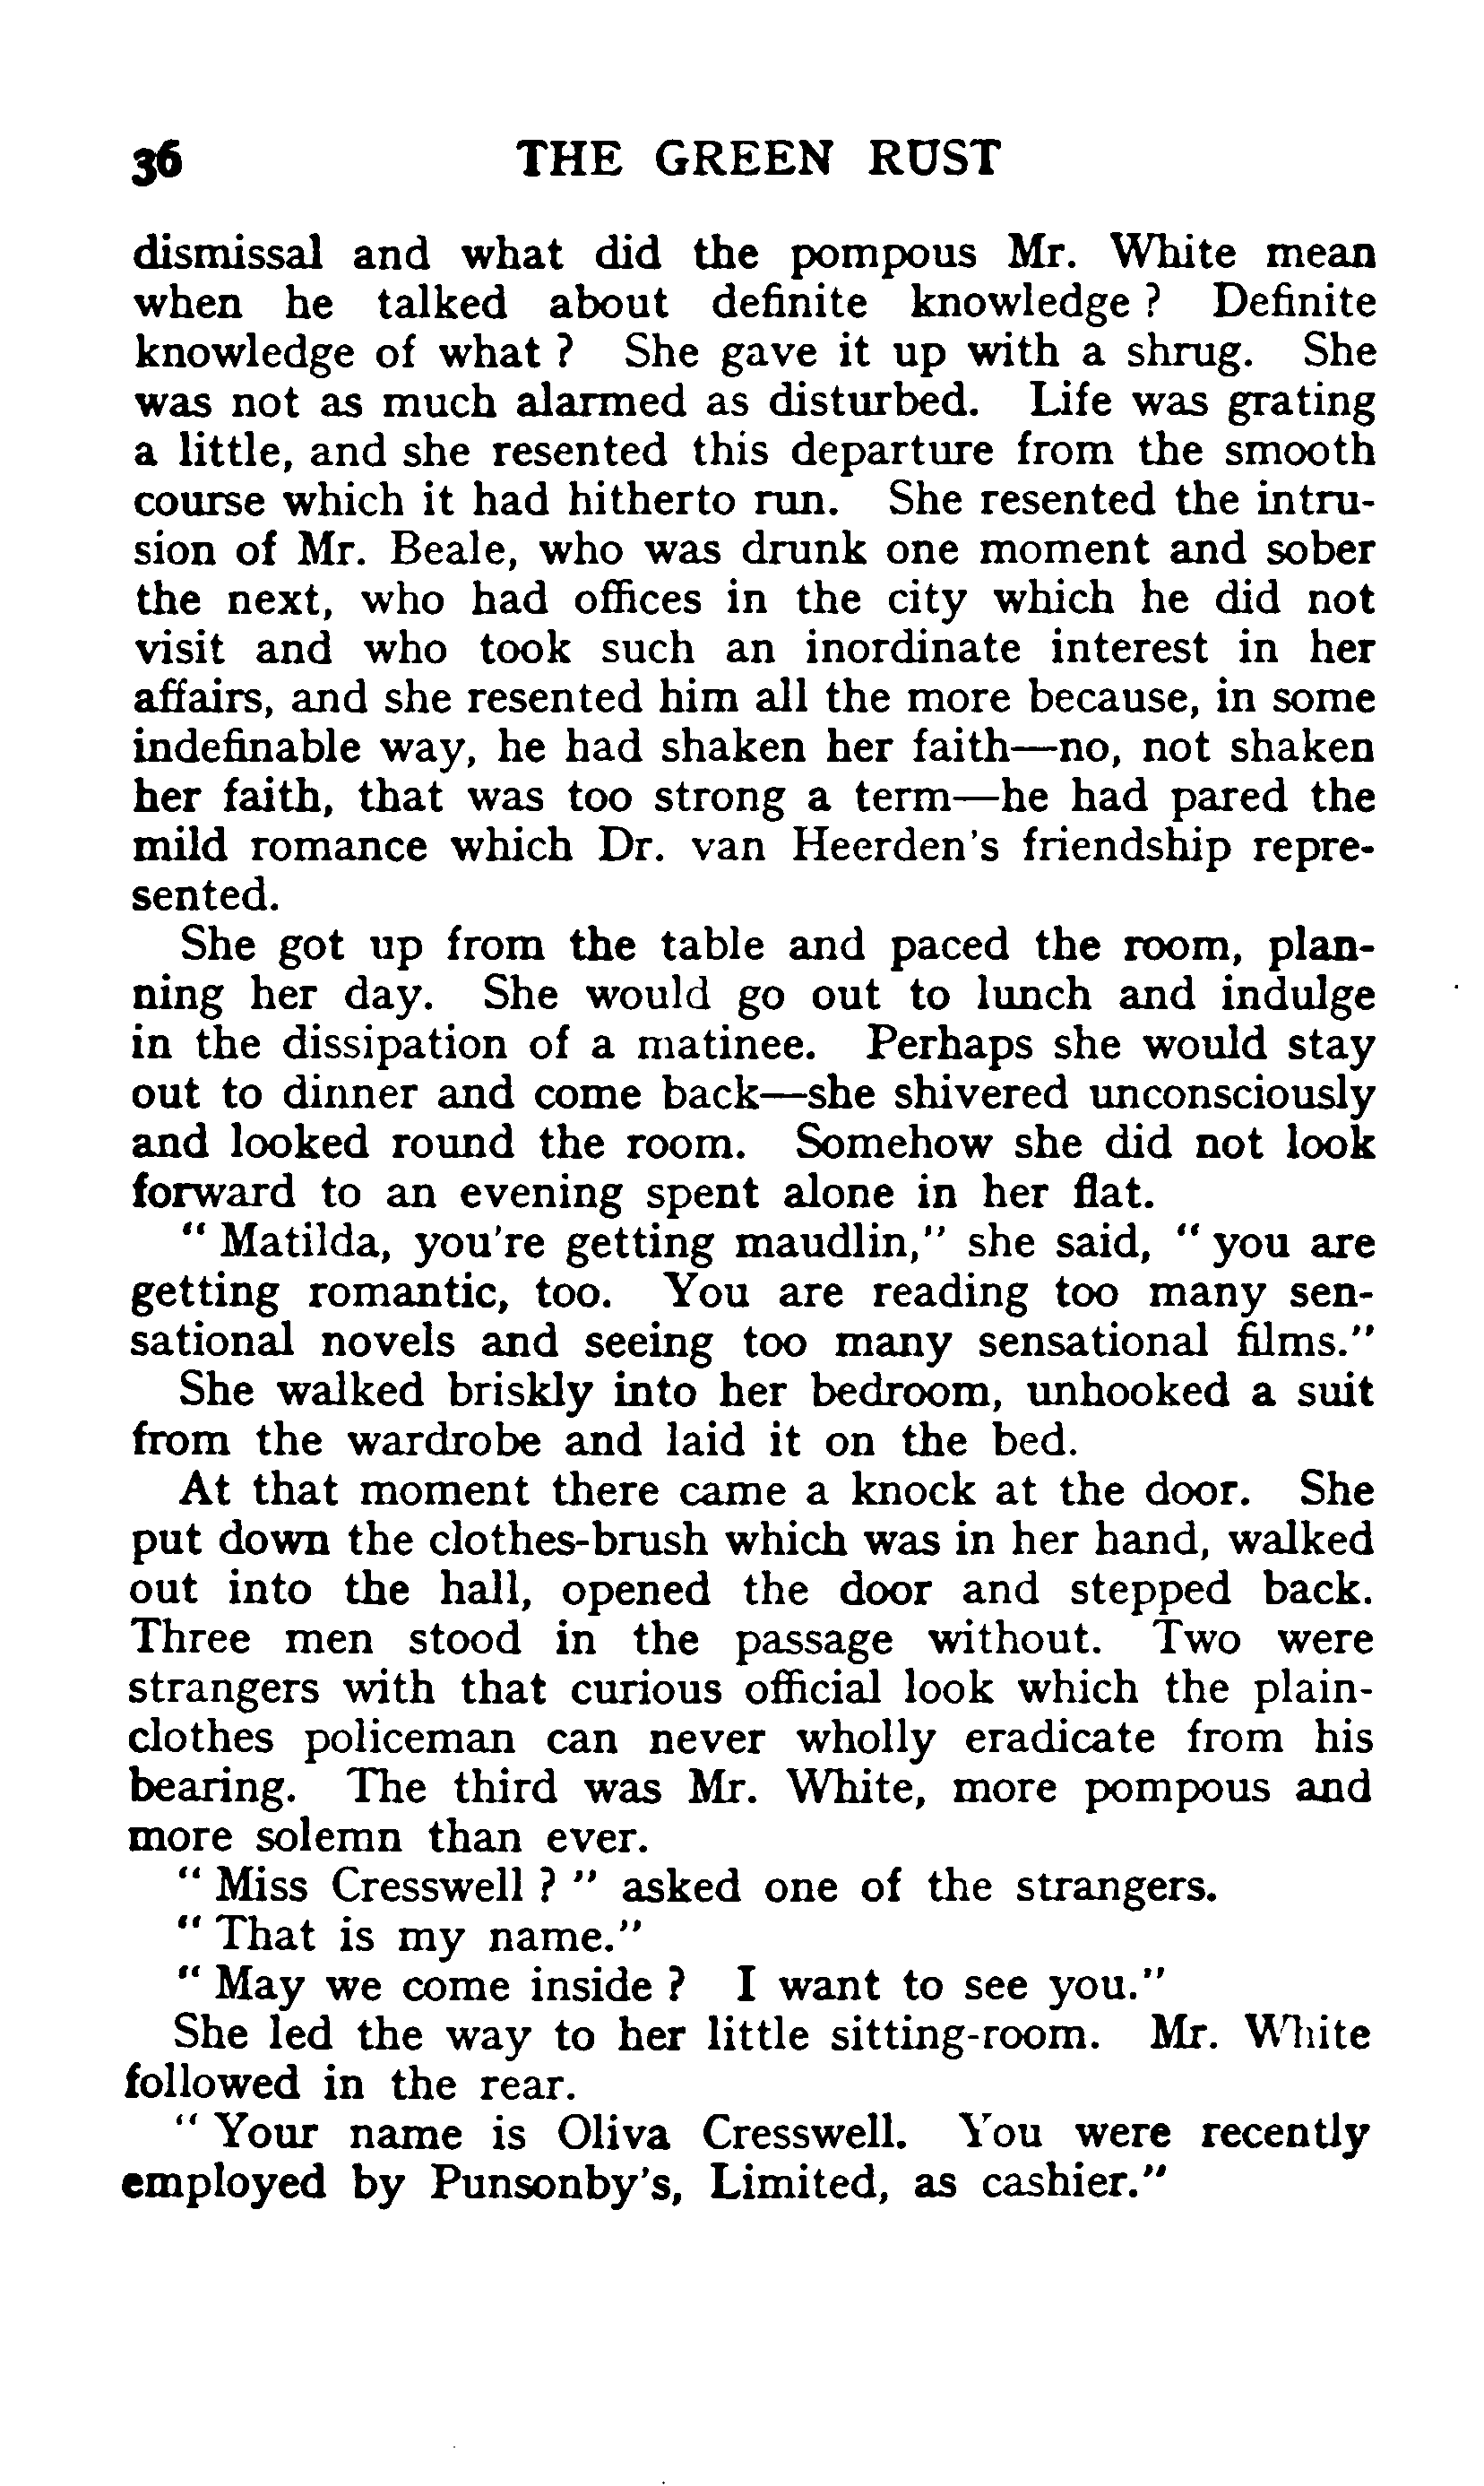 36 THE GREEN RUST
dismissal and what did the pompous Mr. White mean
when he talked about definite knowledge ? Definite
knowledge of what ? She gave it up with a shrug. She
was not as much alarmed as disturbed. Life was grating
a little, and she resented this departure from the smooth
course which it had hitherto run. She resented the intru-
sion of Mr. Beale, who was drunk one moment and sober
the next, who had offices in the city which he did not
visit and who took such an inordinate interest in her
affairs, and she resented him all the more because, in some
indefinable way, he had shaken her faith—no, not shaken
her faith, that was too strong a term—he had pared the
mild romance which Dr. van Heerden's friendship repre-
sented.
She got up from the table and paced the room, plan-
ning her day. She would go out to lunch and indulge
in the dissipation of a matinee. Perhaps she would stay
out to dinner and come back—she shivered unconsciously
and looked round the room. Somehow she did not look
forward to an evening spent alone in her flat.
" Matilda, you're getting maudlin," she said, " you are
getting romantic, too. You are reading too many sen-
sational novels and seeing too many sensational films."
She walked briskly into her bedroom, unhooked a suit
from the wardrobe and laid it on the bed.
At that moment there came a knock at the door. She
put down the clothes-brush which was in her hand, walked
out into the hall, opened the door and stepped back.
Three men stood in the passage without. Two were
strangers with that curious official look which the plain-
clothes policeman can never wholly eradicate from his
bearing. The third was Mr. White, more pompous and
more solemn than ever.
" Miss Cresswell ? " asked one of the strangers.
" That is my name."
" May we come inside ? I want to see you."
She led the way to her little sitting-room. Mr. White
followed in the rear.
" Your name is Oliva Cresswell. You were recently
employed by Punsonby's, Limited, as cashier."